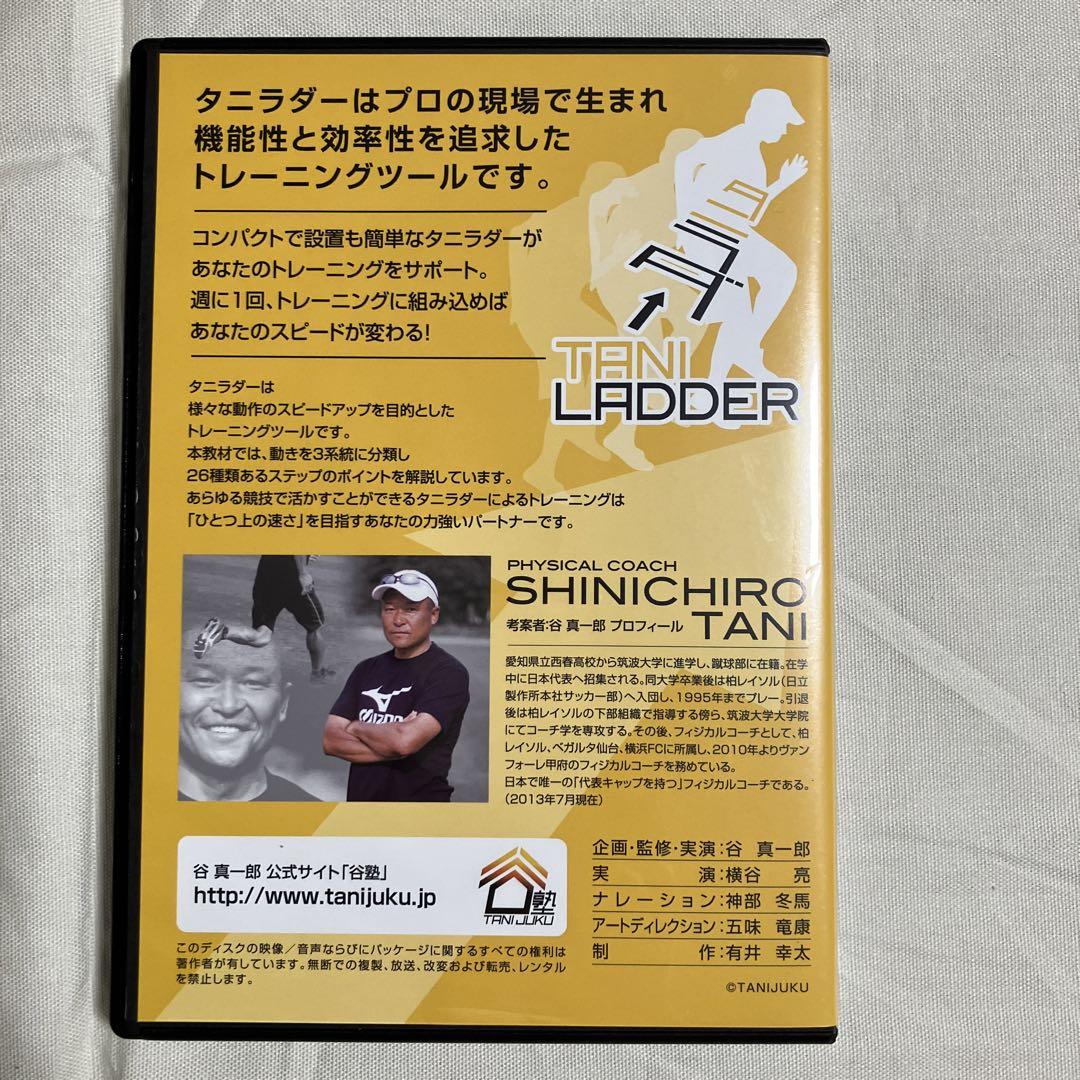 タニラダーはプロの現場で生まれ
機能性と効率性を追求した
トレーニングツールです。
コンパクトで設置も簡単なタニラダーが
あなたのトレーニングをサポート。
週に1回、トレーニングに組み込めば
あなたのスピードが変わる!
タニラダー
TANI
LADDER
タニラダーは
様々な動作のスピードアップを目的とした
トレーニングツールです。
本教材では、動きを3系統に分類し
26種類あるステップのポイントを解説しています。
あらゆる競技で活かすことができるタニラダーによるトレーニングは
「ひとつ上の速さ」を目指すあなたの力強いパートナーです。
MIZUNO
PHYSICAL COACH
SHINICHIRO
考案者:谷 真一郎 プロフィール TANI
愛知県立西春高校から筑波大学に進学し、蹴球部に在籍。在学
中に日本代表へ招集される。同大学卒業後は柏レイソル(日立
製作所本社サッカー部)へ入団し、1995年までプレー。引退
後は柏レイソルの下部組織で指導する傍ら、筑波大学大学院
にてコーチ学を専攻する。その後、フィジカルコーチとして、柏
レイソル、ベガルタ仙台、横浜FCに所属し、2010年よりヴァン
フォーレ甲府のフィジカルコーチを務めている。
日本で唯一の「代表キャップを持つ」フィジカルコーチである。
(2013年7月現在)
谷 真一郎 公式サイト「谷塾」
http://www.tanijuku.jp
塾
TANIJUKU
企画・監修・実演:谷 真一郎
実 演:横谷 亮
ナレーション:神部 冬馬
アートディレクション:五味 竜康
制 作:有井 幸太
このディスクの映像/音声ならびにパッケージに関するすべての権利は
著作者が有しています。無断での複製、放送、改変および転売、レンタル
を禁止します。
©TANIJUKU